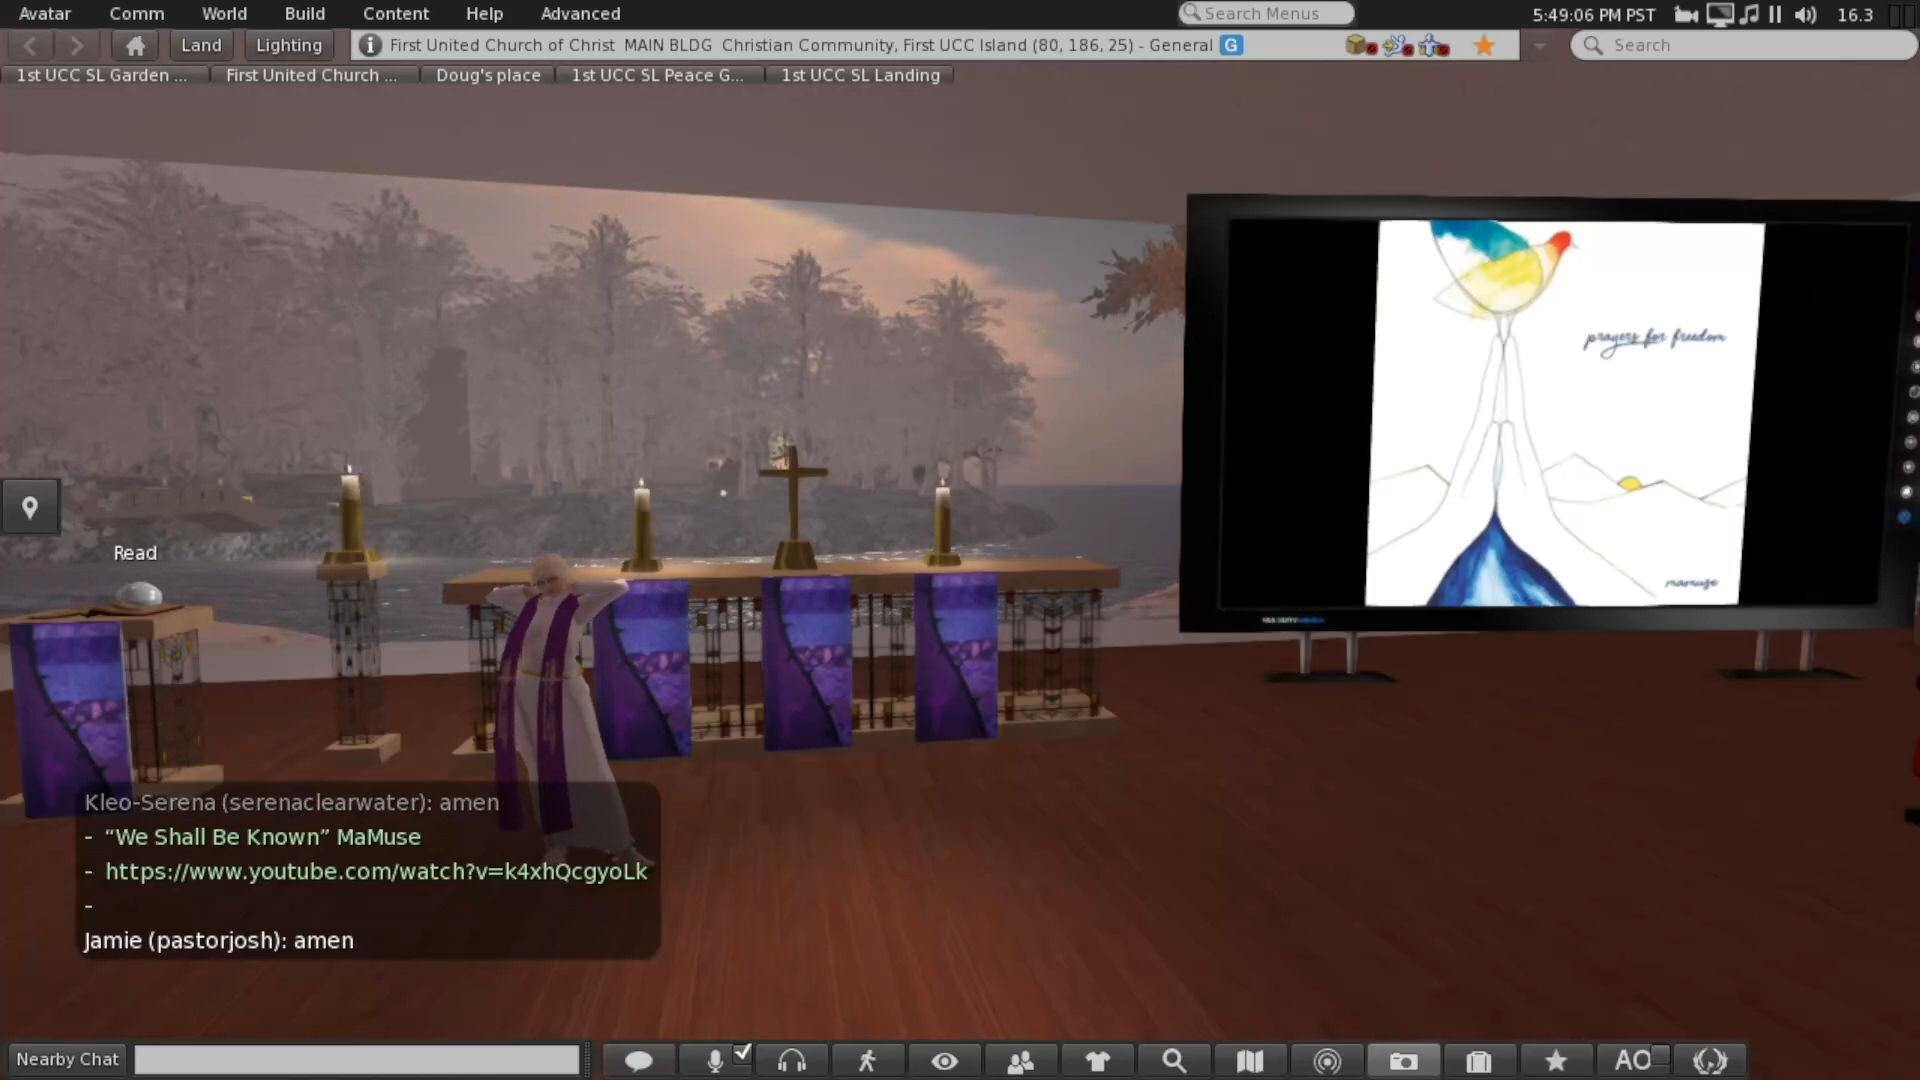 Avatar Comm World Build Content Help Advanced Search Menus 5:49:06 PM PST 16.3
Land Lighting First United Church of Christ MAIN BLDG Christian Community, First UCC Island (80, 186, 25) - General G Search
1st UCC SL Garden ... First United Church ... Doug's place 1st UCC SL Peace G... 1st UCC SL Landing
prayers for freedom
Read
mamuse
Kleo-Serena (serenaclearwater): amen
- “We Shall Be Known” MaMuse
- https://www.youtube.com/watch?v=k4xhQcgyoLk
-
Jamie (pastorjosh): amen
Nearby Chat AO